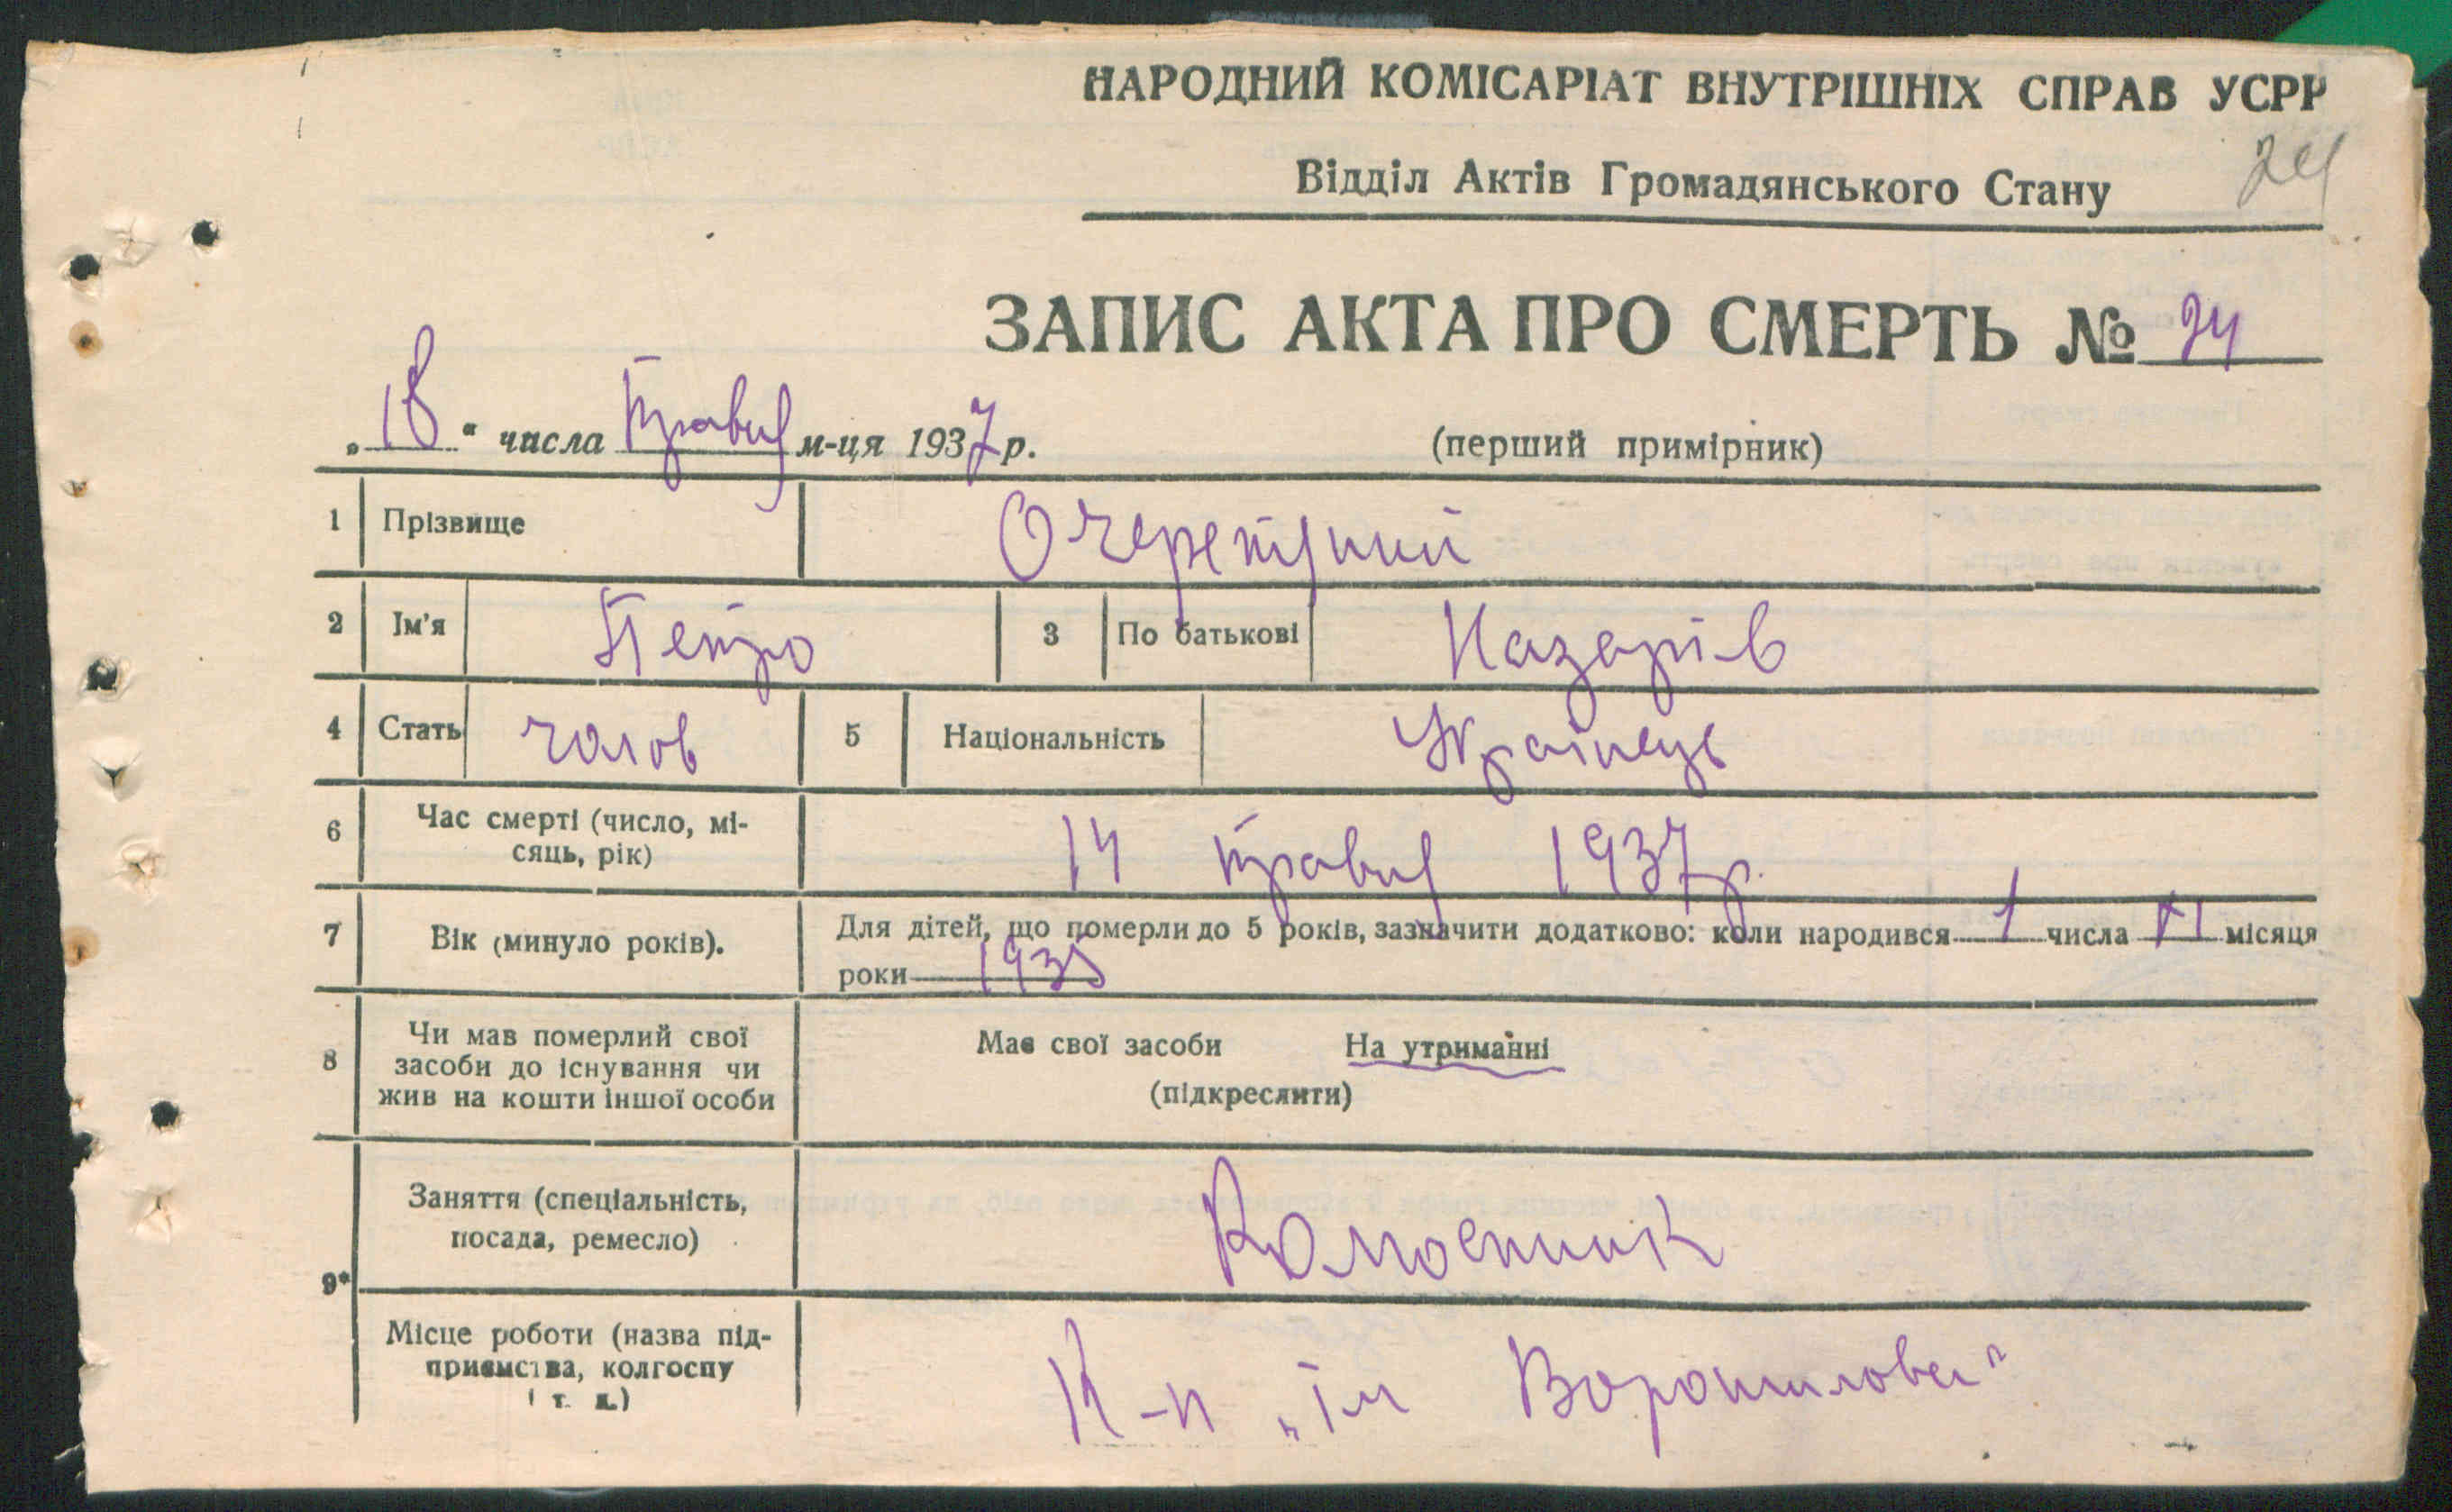 НАРОДНИЙ КОМІСАРІАТ ВНУТРІШНІХ СПРАВ УСРР
Відділ Актів Громадянського Стану
24
ЗАПИС АКТА ПРО СМЕРТЬ № 24
„18“ числа травня м-ця 1937 р.
(перший примірник)
1 Прізвище Очеретяний
2 Ім'я Петро 3 По батькові Назарів
4 Стать чолов 5 Національність Українець
6 Час смерті (число, мі-
сяць, рік)
14 травня 1937 р.
7 Вік (минуло років).
Для дітей, що померли до 5 років, зазначити додатково: коли народився 1 числа місяця
роки 1935
8 Чи мав померлий свої
засоби до існування чи
жив на кошти іншої особи
Має свої засоби На утриманні
(підкреслити)
9*
Заняття (спеціальність,
посада, ремесло)
Колгоспник
Місце роботи (назва під-
приємства, колгоспу
і т. д.)
К-п „Ім Ворошилова"